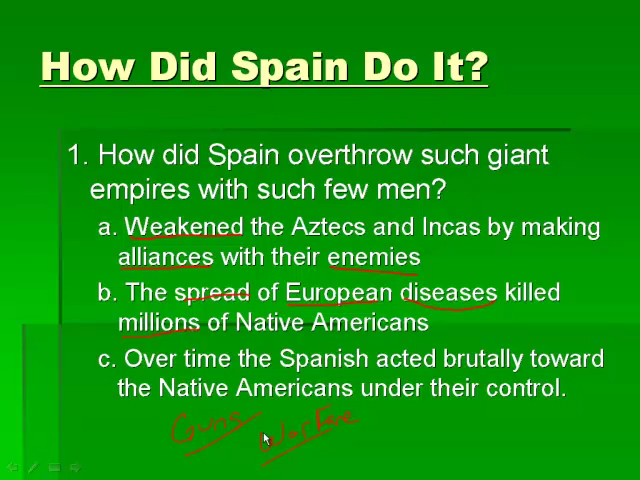 How Did Spain Do It?
1. How did Spain overthrow such giant
empires with such few men?
a. Weakened the Aztecs and Incas by making
alliances with their enemies
b. The spread of European diseases killed
millions of Native Americans
c. Over time the Spanish acted brutally toward
the Native Americans under their control.
Guns Warfare